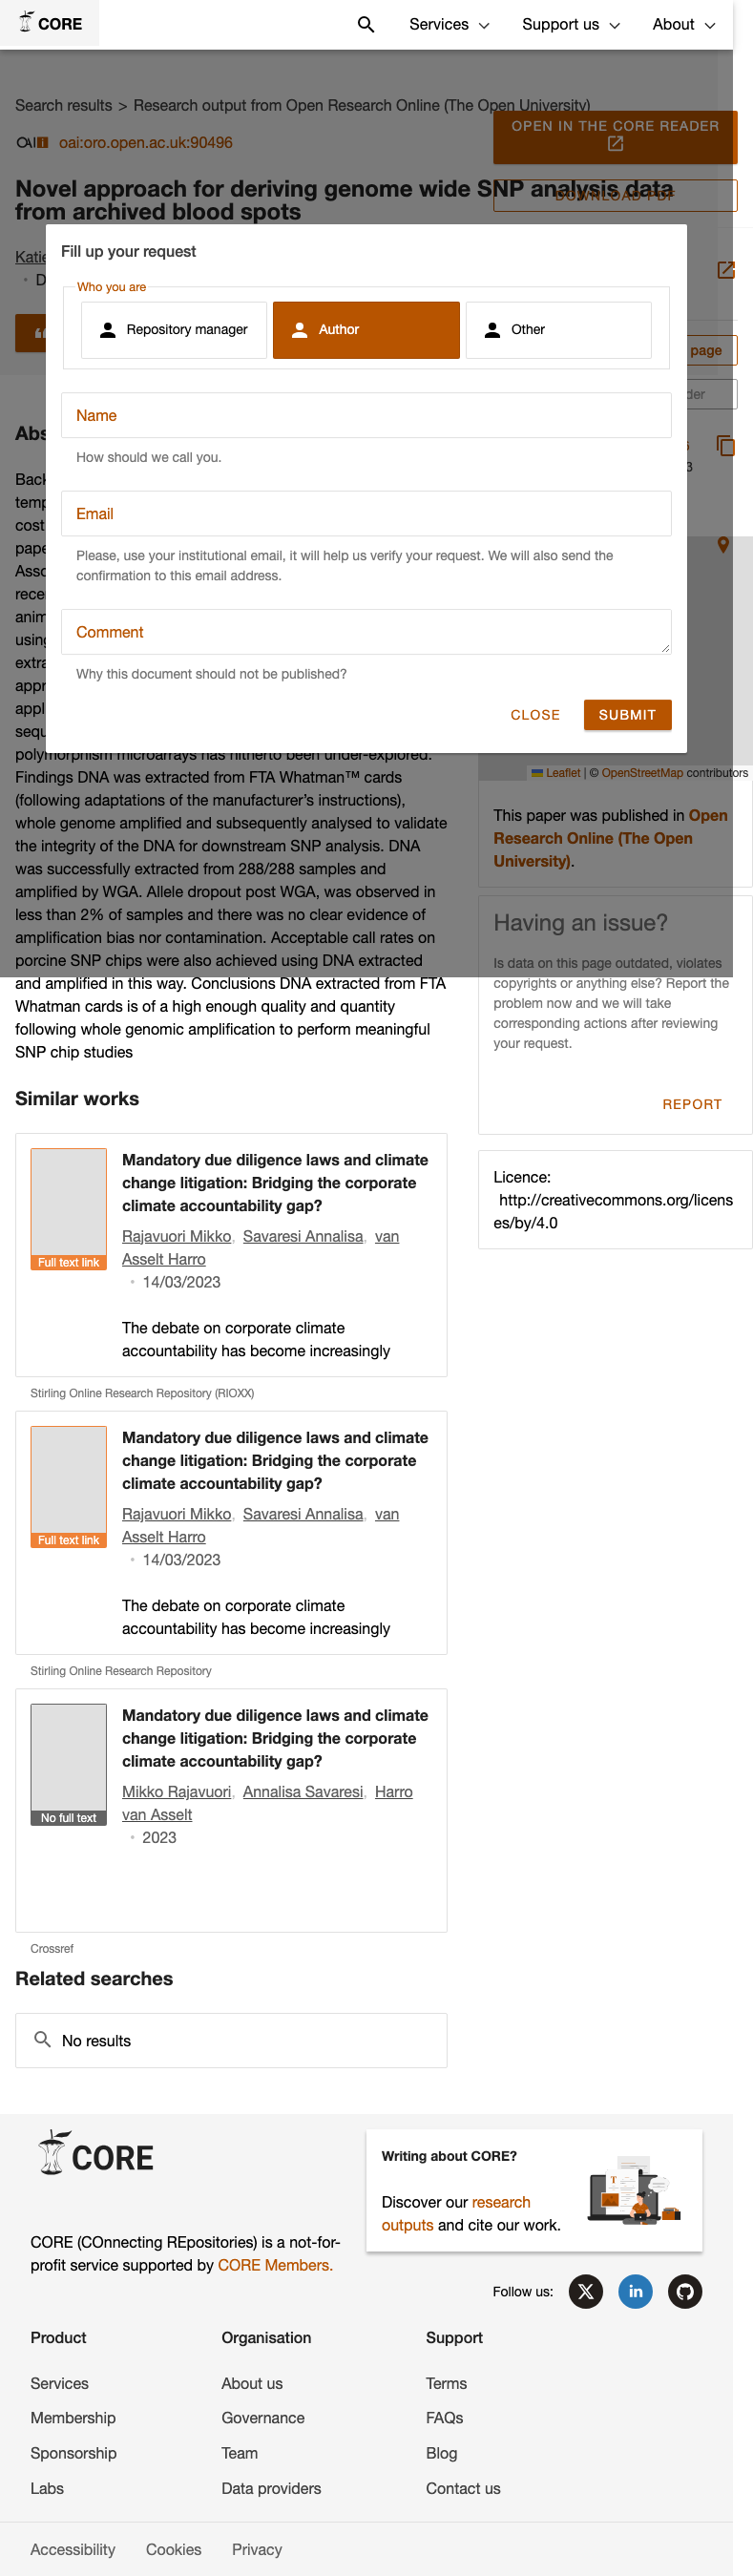 CORE
Services
Support us
About
Search results > Research output from Open Research Online (The Open University)
OAI
oai:oro.open.ac.uk:90496
OPEN IN THE CORE READER
DOWNLOAD PDF
Novel approach for deriving genome wide SNP analysis data
from archived blood spots
Fill up your request
Who you are
Repository manager
Author
Other
Name
How should we call you.
Email
Please, use your institutional email, it will help us verify your request. We will also send the
confirmation to this email address.
Comment
Why this document should not be published?
CLOSE
SUBMIT
page
polymorphism microarrays has hitherto been under-explored.
Findings DNA was extracted from FTA Whatman™ cards
(following adaptations of the manufacturer's instructions),
whole genome amplified and subsequently analysed to validate
the integrity of the DNA for downstream SNP analysis. DNA
was successfully extracted from 288/288 samples and
amplified by WGA. Allele dropout post WGA, was observed in
less than 2% of samples and there was no clear evidence of
amplification bias nor contamination. Acceptable call rates on
porcine SNP chips were also achieved using DNA extracted
and amplified in this way. Conclusions DNA extracted from FTA
Whatman cards is of a high enough quality and quantity
following whole genomic amplification to perform meaningful
SNP chip studies
Leaflet | © OpenStreetMap contributors
This paper was published in Open
Research Online (The Open
University).
Having an issue?
Is data on this page outdated, violates
copyrights or anything else? Report the
problem now and we will take
corresponding actions after reviewing
your request.
REPORT
Licence:
http://creativecommons.org/licens
es/by/4.0
Similar works
Full text link
Mandatory due diligence laws and climate
change litigation: Bridging the corporate
climate accountability gap?
Rajavuori Mikko, Savaresi Annalisa, van
Asselt Harro
• 14/03/2023
The debate on corporate climate
accountability has become increasingly
Stirling Online Research Repository (RIOXX)
Full text link
Mandatory due diligence laws and climate
change litigation: Bridging the corporate
climate accountability gap?
Rajavuori Mikko, Savaresi Annalisa, van
Asselt Harro
• 14/03/2023
The debate on corporate climate
accountability has become increasingly
Stirling Online Research Repository
No full text
Mandatory due diligence laws and climate
change litigation: Bridging the corporate
climate accountability gap?
Mikko Rajavuori, Annalisa Savaresi, Harro
van Asselt
• 2023
Crossref
Related searches
No results
CORE
Writing about CORE?
Discover our research
outputs and cite our work.
CORE (COnnecting REpositories) is a not-for-
profit service supported by CORE Members.
Follow us:
Product
Services
Membership
Sponsorship
Labs
Organisation
About us
Governance
Team
Data providers
Support
Terms
FAQs
Blog
Contact us
Accessibility
Cookies
Privacy